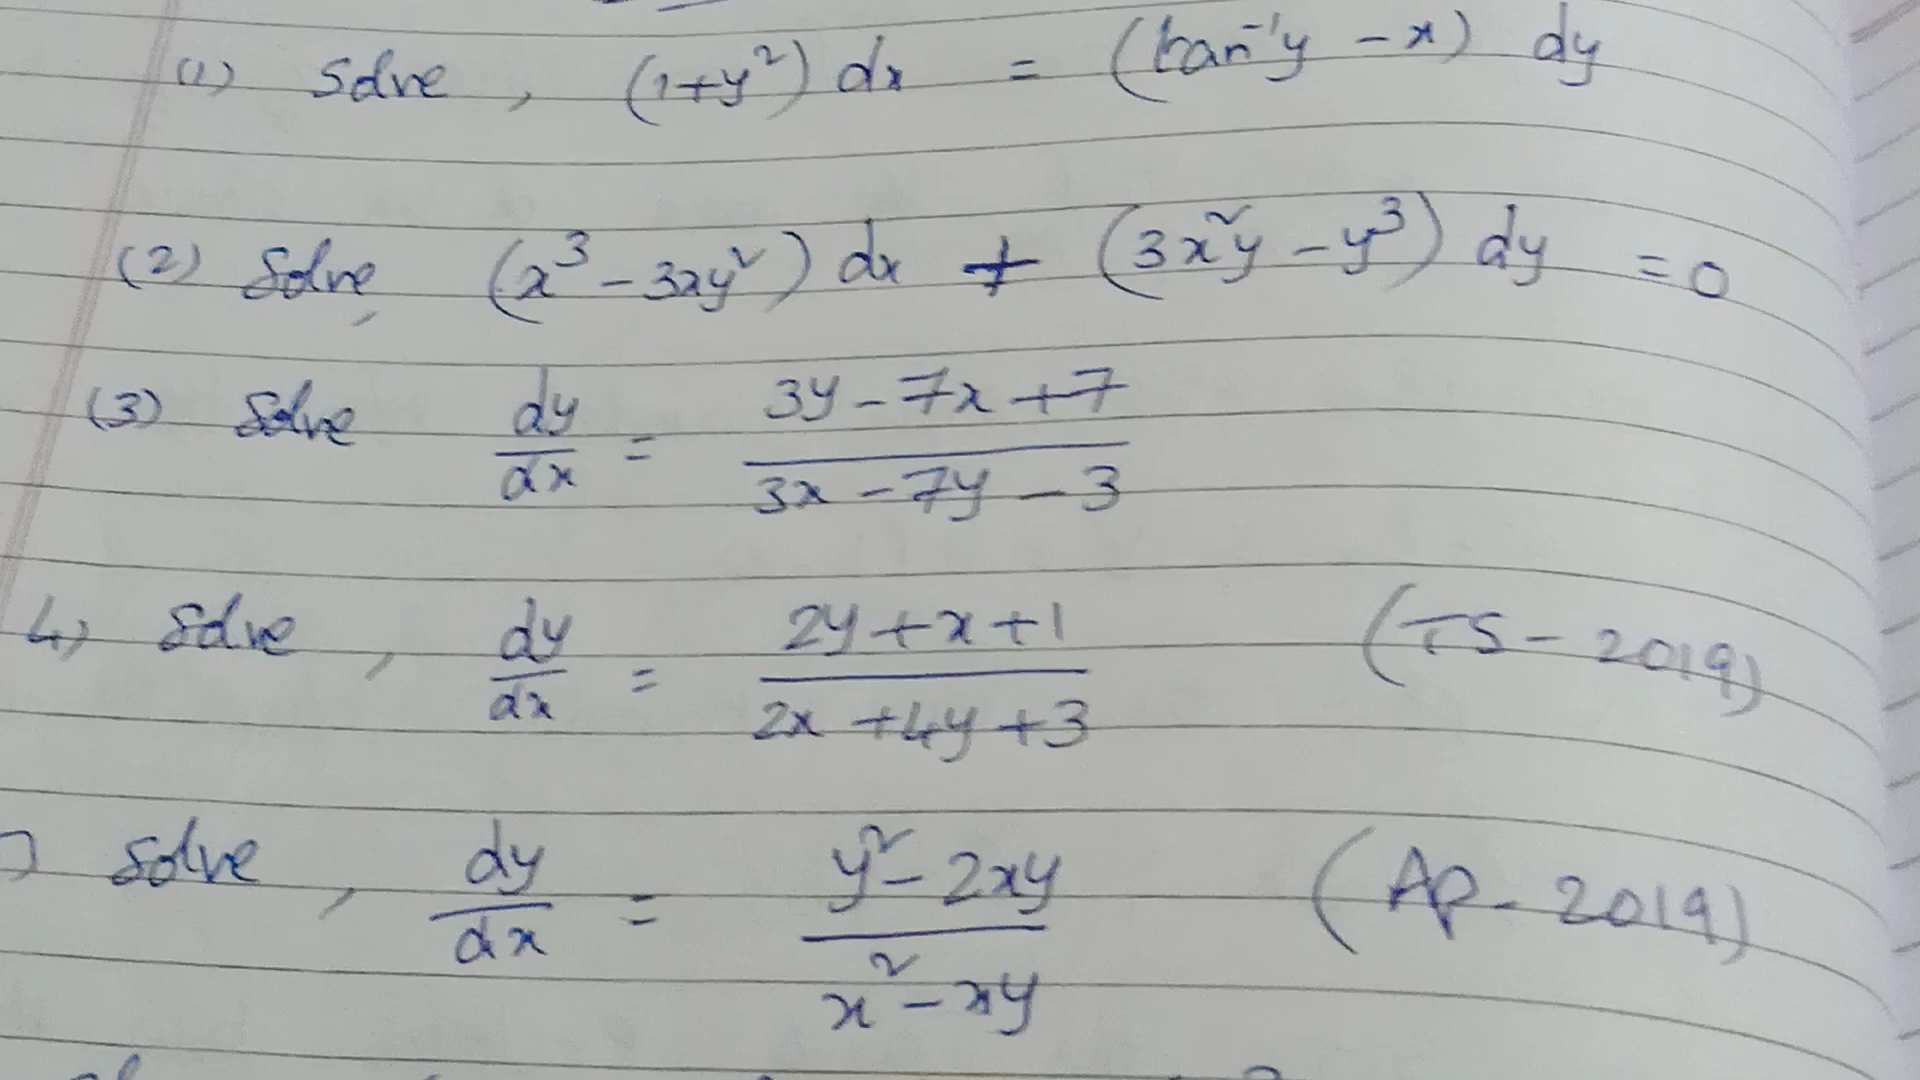 (1) Solve, (1+y²) dx = (tan⁻¹y - x) dy
(2) Solve, (x³ - 3xy²) dx + (3x²y - y³) dy = 0
(3) Solve dy/dx = (3y - 7x + 7)/(3x - 7y - 3)
4) Solve, dy/dx = (2y + x + 1)/(2x + 4y + 3) (TS - 2019)
Solve, dy/dx = (y² - 2xy)/(x² - xy) (AP - 2019)